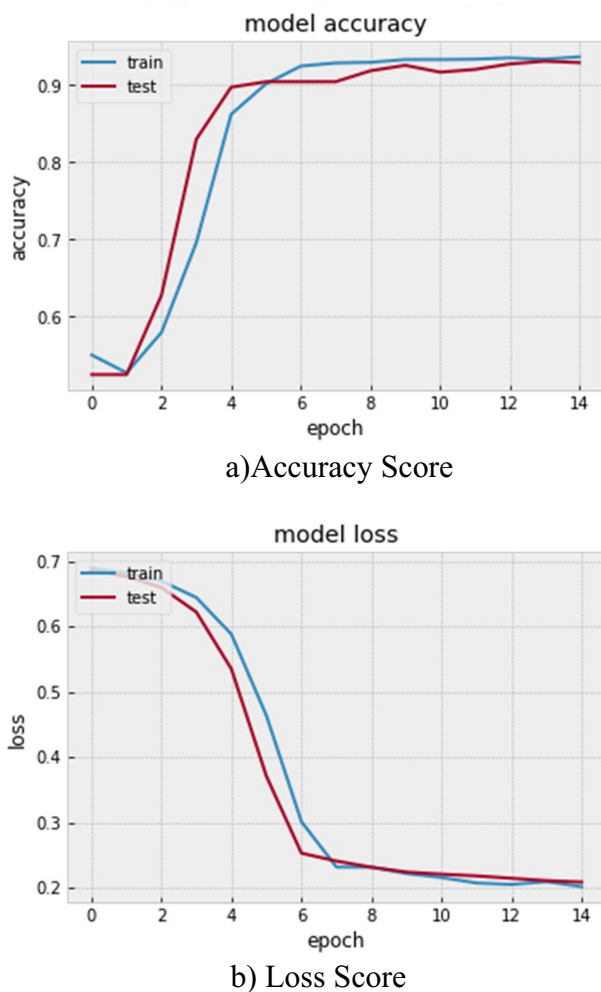 model accuracy
train
test
0.9
0.8
0.7
0.6
accuracy
0 2 4 6 8 10 12 14
epoch
a)Accuracy Score
model loss
0.7
train
test
0.6
0.5
0.4
0.3
0.2
loss
0 2 4 6 8 10 12 14
epoch
b) Loss Score